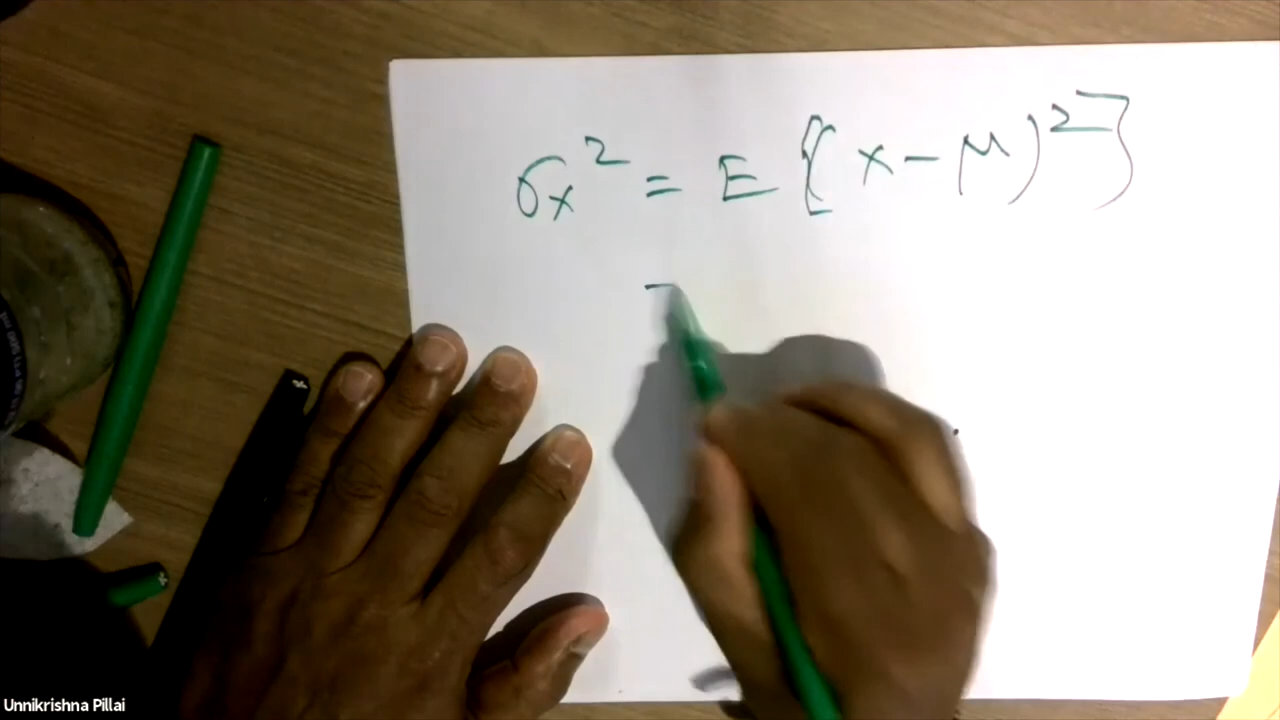 σx² = E {(x - μ)²}
Unnikrishna Pillai